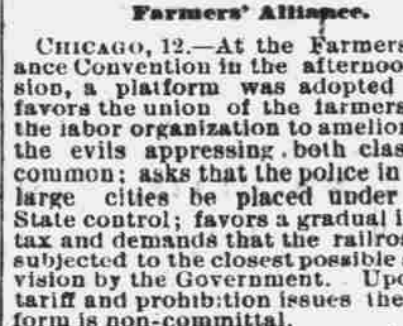 Farmers' Alliance.
CHICAGO, 12.—At the Farmers
ance Convention in the afternoo
sion, a platform was adopted
favors the union of the farmers
the labor organization to amelior
the evils appressing both clas
common; asks that the police in
large cities be placed under
State control; favors a gradual i
tax and demands that the railroa
subjected to the closest possible
vision by the Government. Upo
tariff and prohibition issues the
form is non-committal.